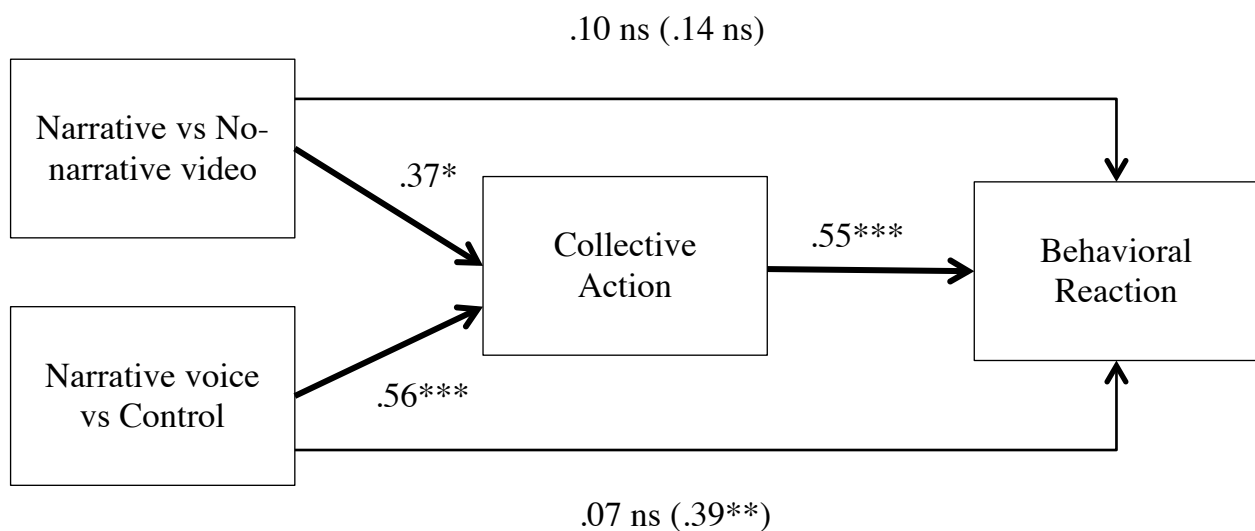 .10 ns (.14 ns)
Narrative vs No-
narrative video
.37*
Collective
Action
.55***
Behavioral
Reaction
Narrative voice
vs Control
.56***
.07 ns (.39**)